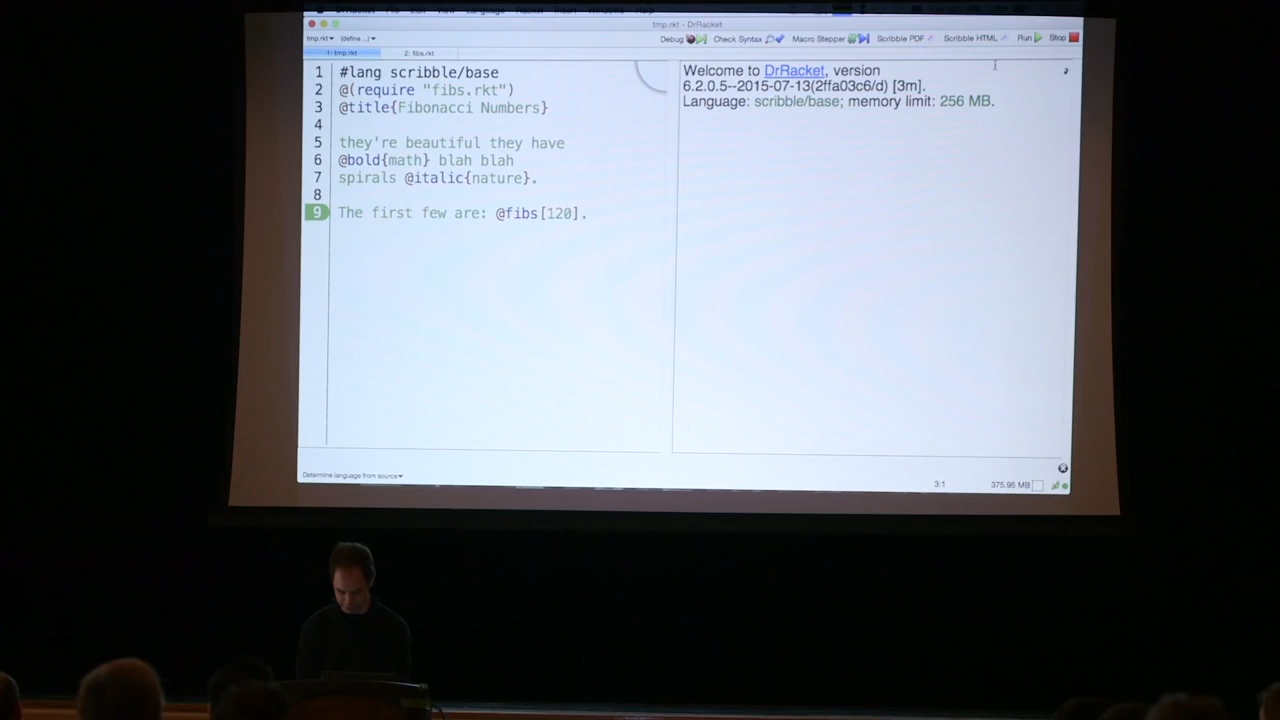 tmp.rkt - DrRacket
tmp.rkt (define ...) Debug Check Syntax Macro Stepper Scribble PDF Scribble HTML Run Stop
1: tmp.rkt 2: fibs.rkt
1 #lang scribble/base
2 @(require "fibs.rkt")
3 @title{Fibonacci Numbers}
4
5 they're beautiful they have
6 @bold{math} blah blah
7 spirals @italic{nature}.
8
9 The first few are: @fibs[120].
Welcome to DrRacket, version
6.2.0.5--2015-07-13(2ffa03c6/d) [3m].
Language: scribble/base; memory limit: 256 MB.
Determine language from source
3:1 375.95 MB